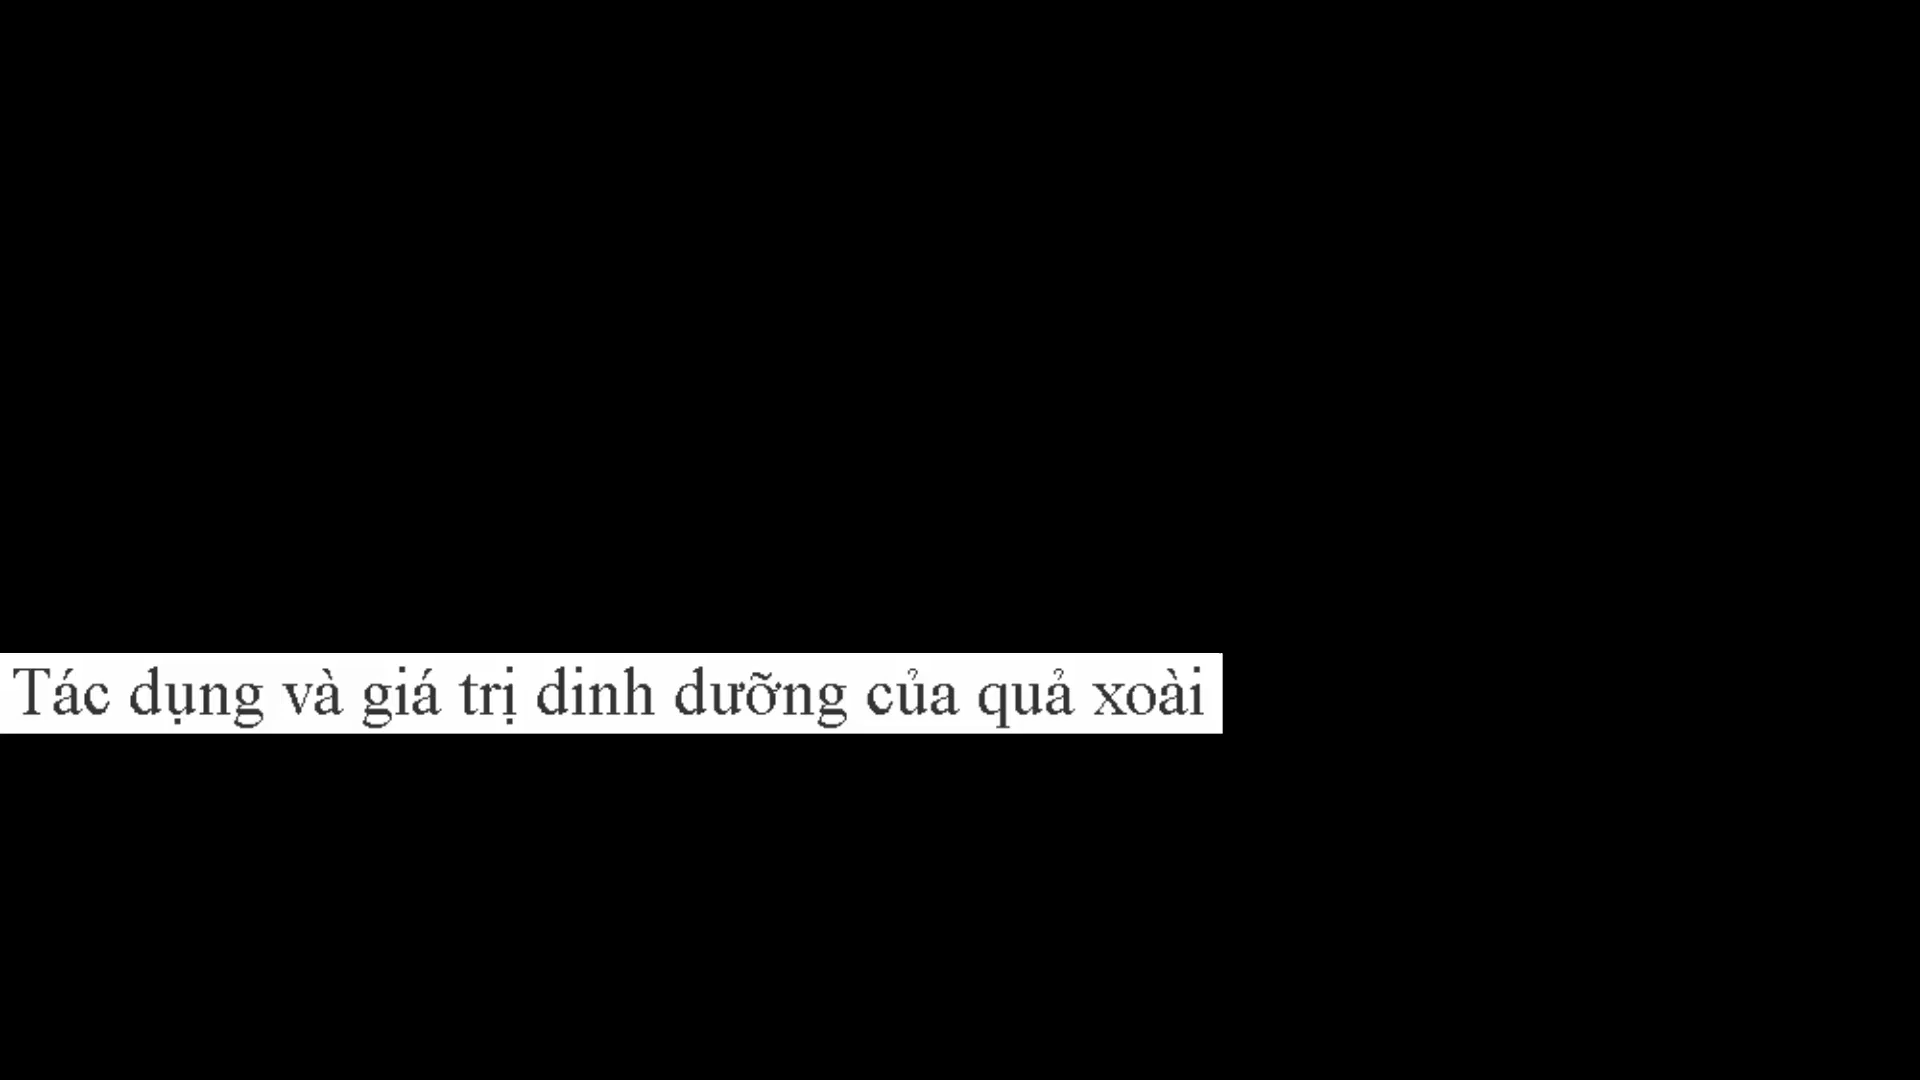 Tác dụng và giá trị dinh dưỡng của quả xoài